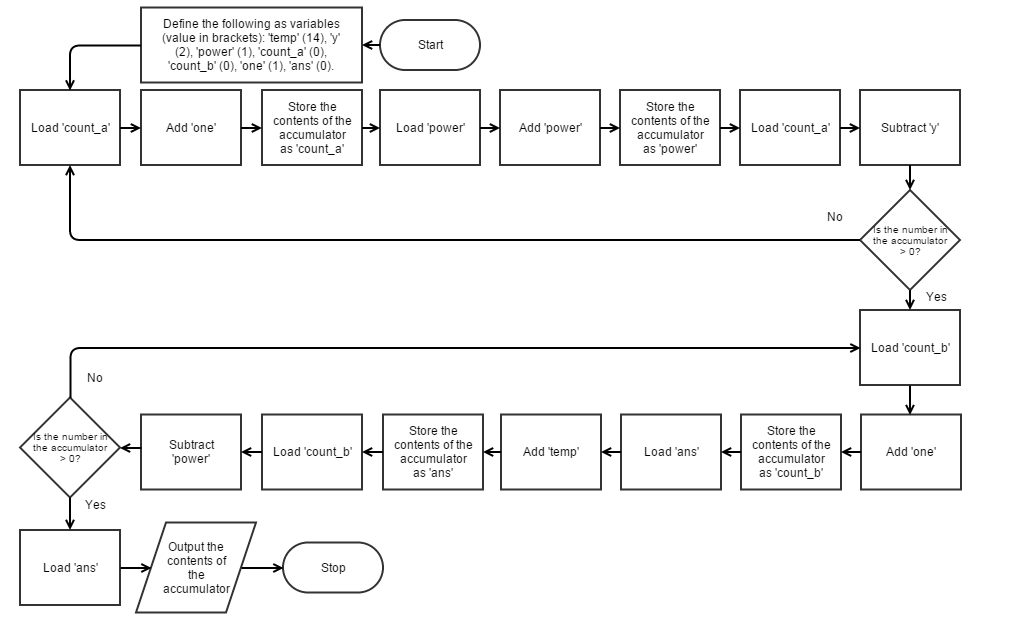 Define the following as variables
(value in brackets): 'temp' (14), 'y'
(2), 'power' (1), 'count_a' (0),
'count_b' (0), 'one' (1), 'ans' (0).
Start
Load 'count_a'
Add 'one'
Store the
contents of the
accumulator
as 'count_a'
Load 'power'
Add 'power'
Store the
contents of the
accumulator
as 'power'
Load 'count_a'
Subtract 'y'
No
Is the number in
the accumulator
> 0?
Yes
Load 'count_b'
Add 'one'
Store the
contents of the
accumulator
as 'count_b'
Load 'ans'
Add 'temp'
Store the
contents of the
accumulator
as 'ans'
Load 'count_b'
Subtract
'power'
No
Is the number in
the accumulator
> 0?
Yes
Load 'ans'
Output the
contents of
the
accumulator
Stop